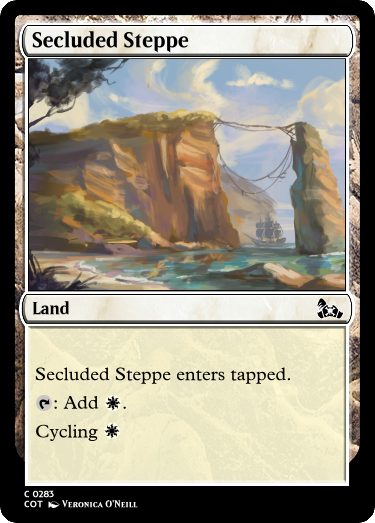 Secluded Steppe
Land
Secluded Steppe enters tapped.
: Add .
Cycling
C 0283
COT VERONICA O'NEILL